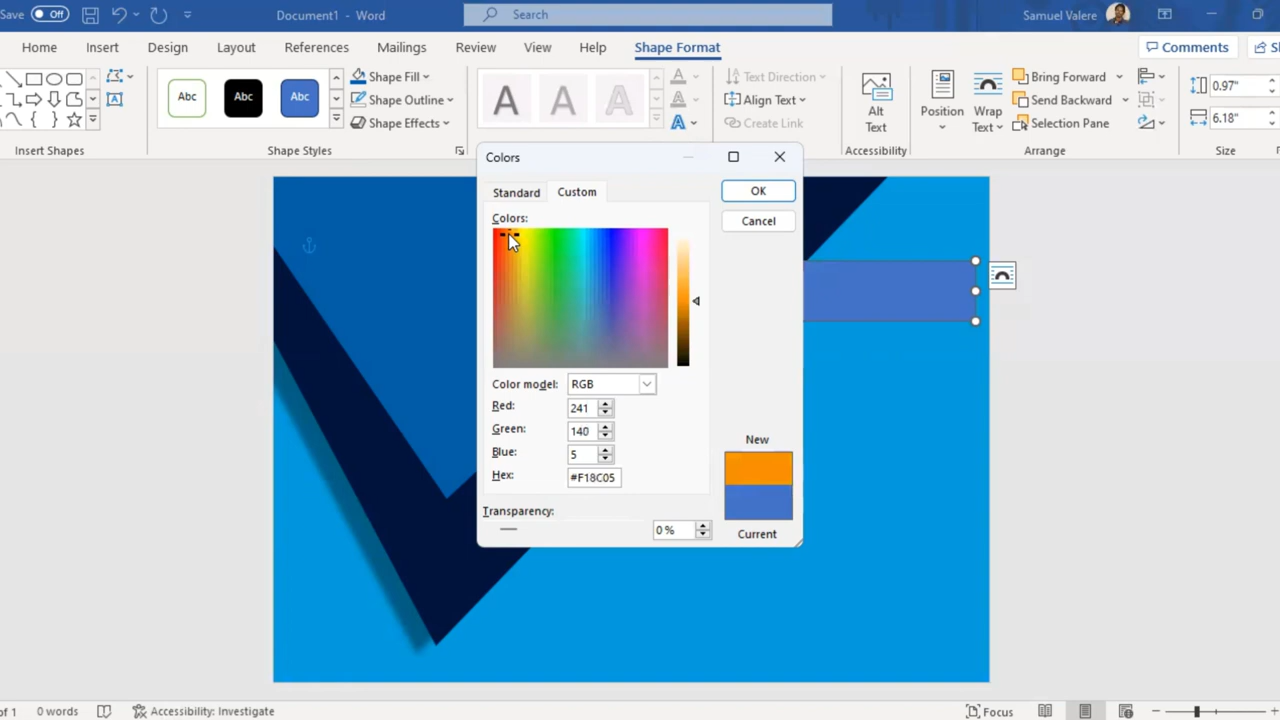 Save Off Document1 - Word Search Samuel Valere
Home Insert Design Layout References Mailings Review View Help Shape Format Comments
Abc Abc Abc
Shape Fill
Shape Outline
Shape Effects
A A A
Text Direction
Align Text
Create Link
Alt
Text
Position
Wrap
Text
Bring Forward
Send Backward
Selection Pane
0.97"
6.18"
Insert Shapes Shape Styles Accessibility Arrange Size
Colors
Standard Custom
OK
Cancel
Colors:
Color model: RGB
Red: 241
Green: 140
Blue: 5
Hex: #F18C05
Transparency:
0 %
New
Current
of 1 0 words Accessibility: Investigate Focus